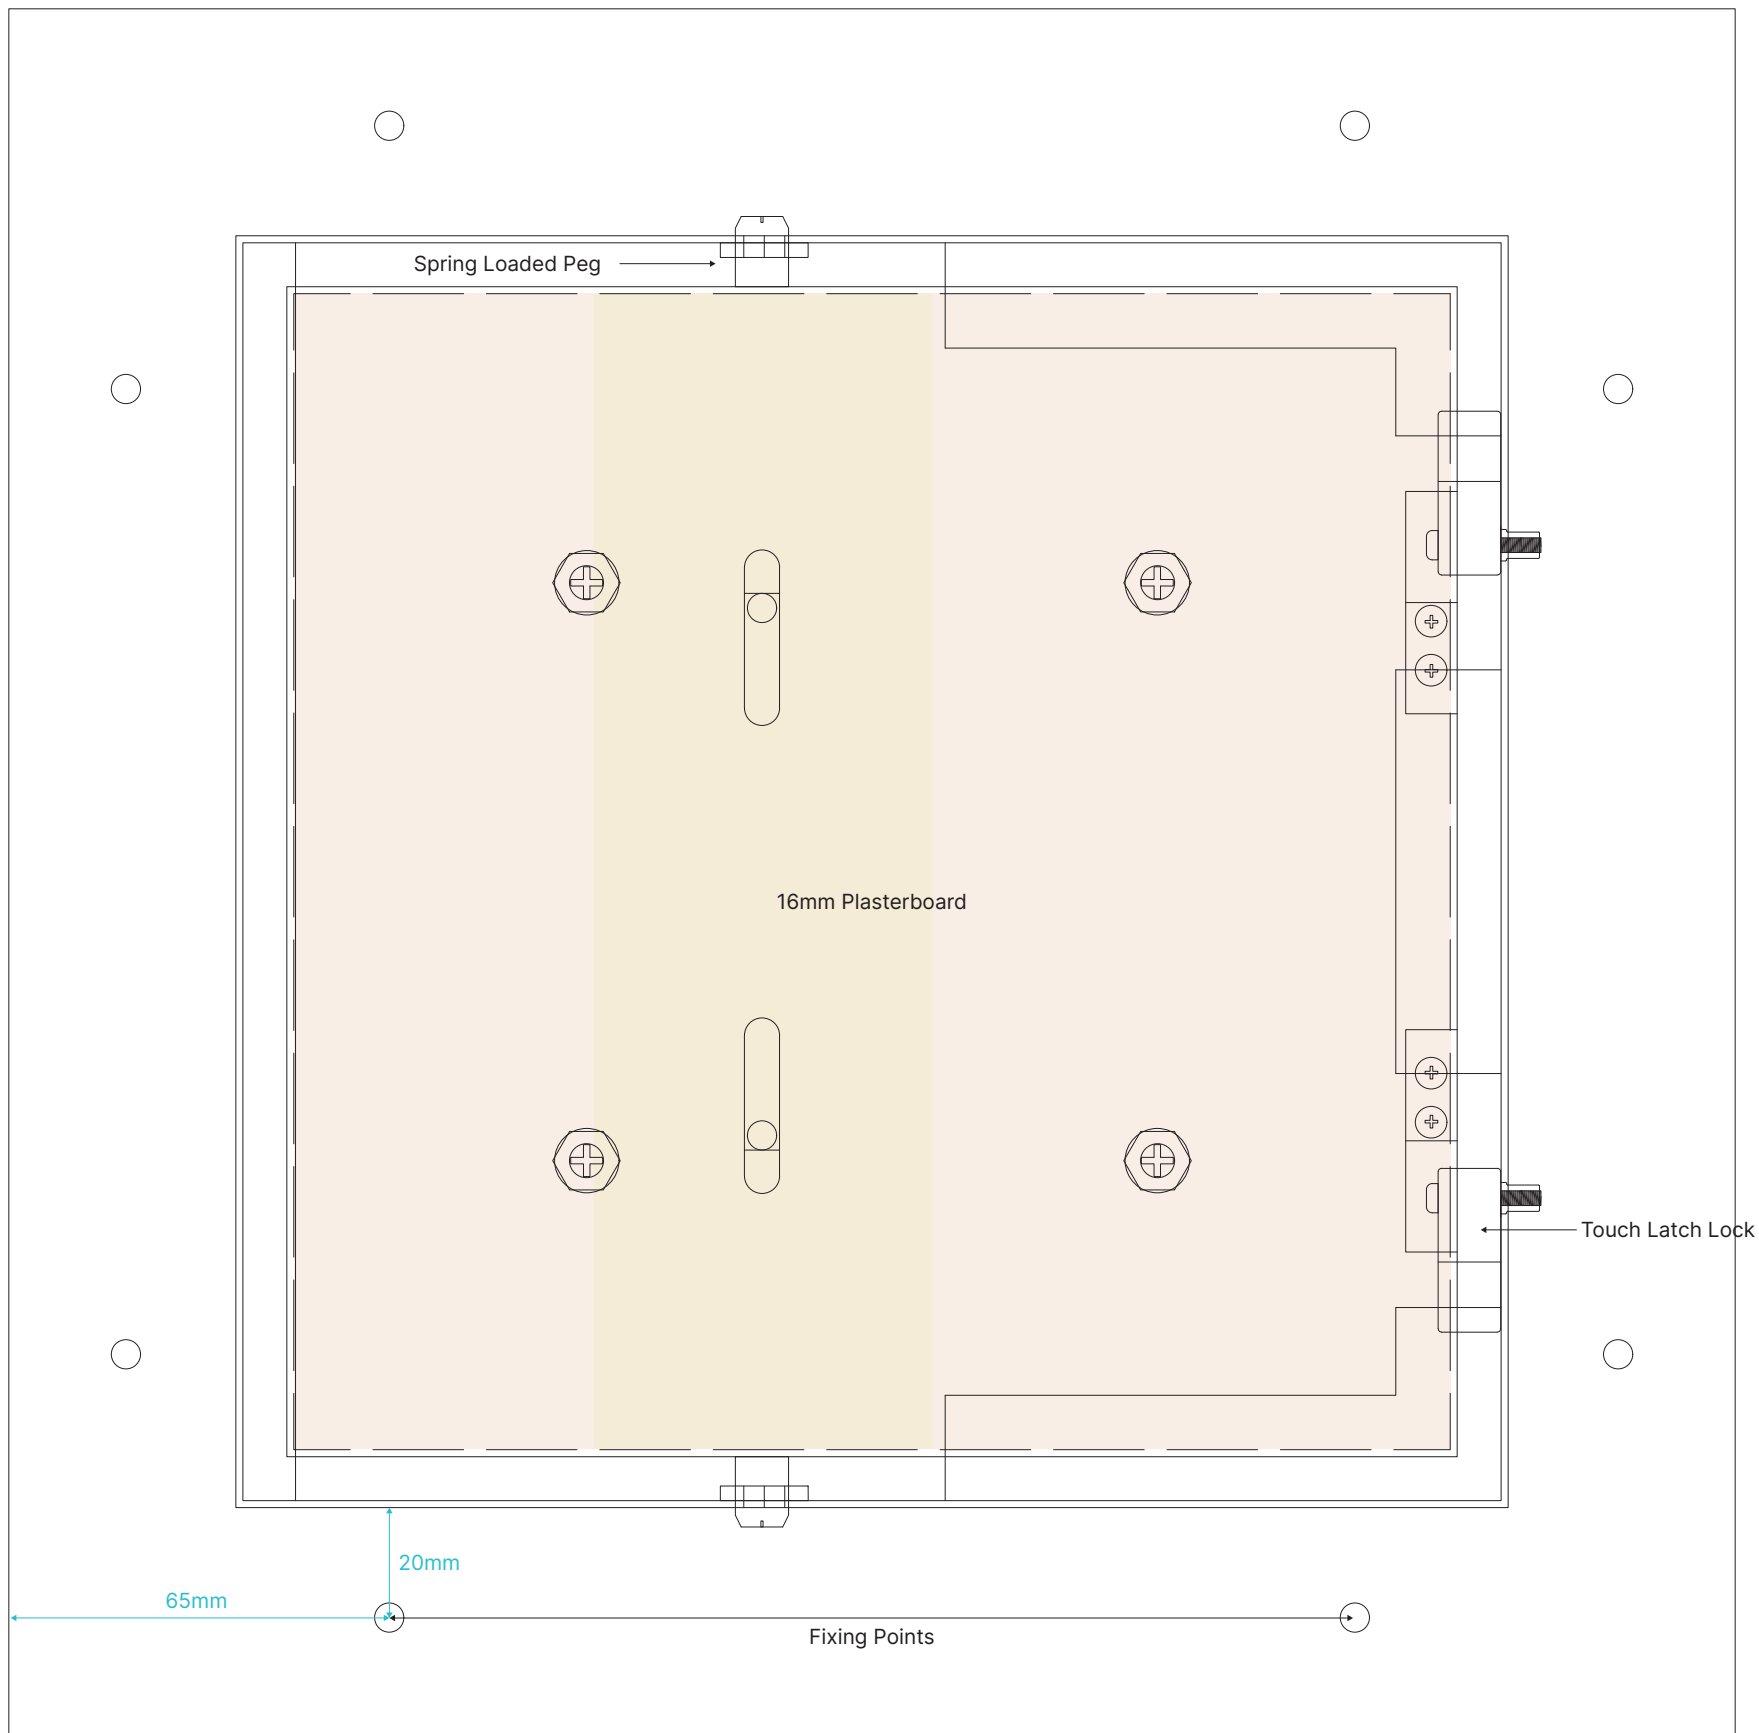 Spring Loaded Peg
16mm Plasterboard
Touch Latch Lock
20mm
65mm
Fixing Points